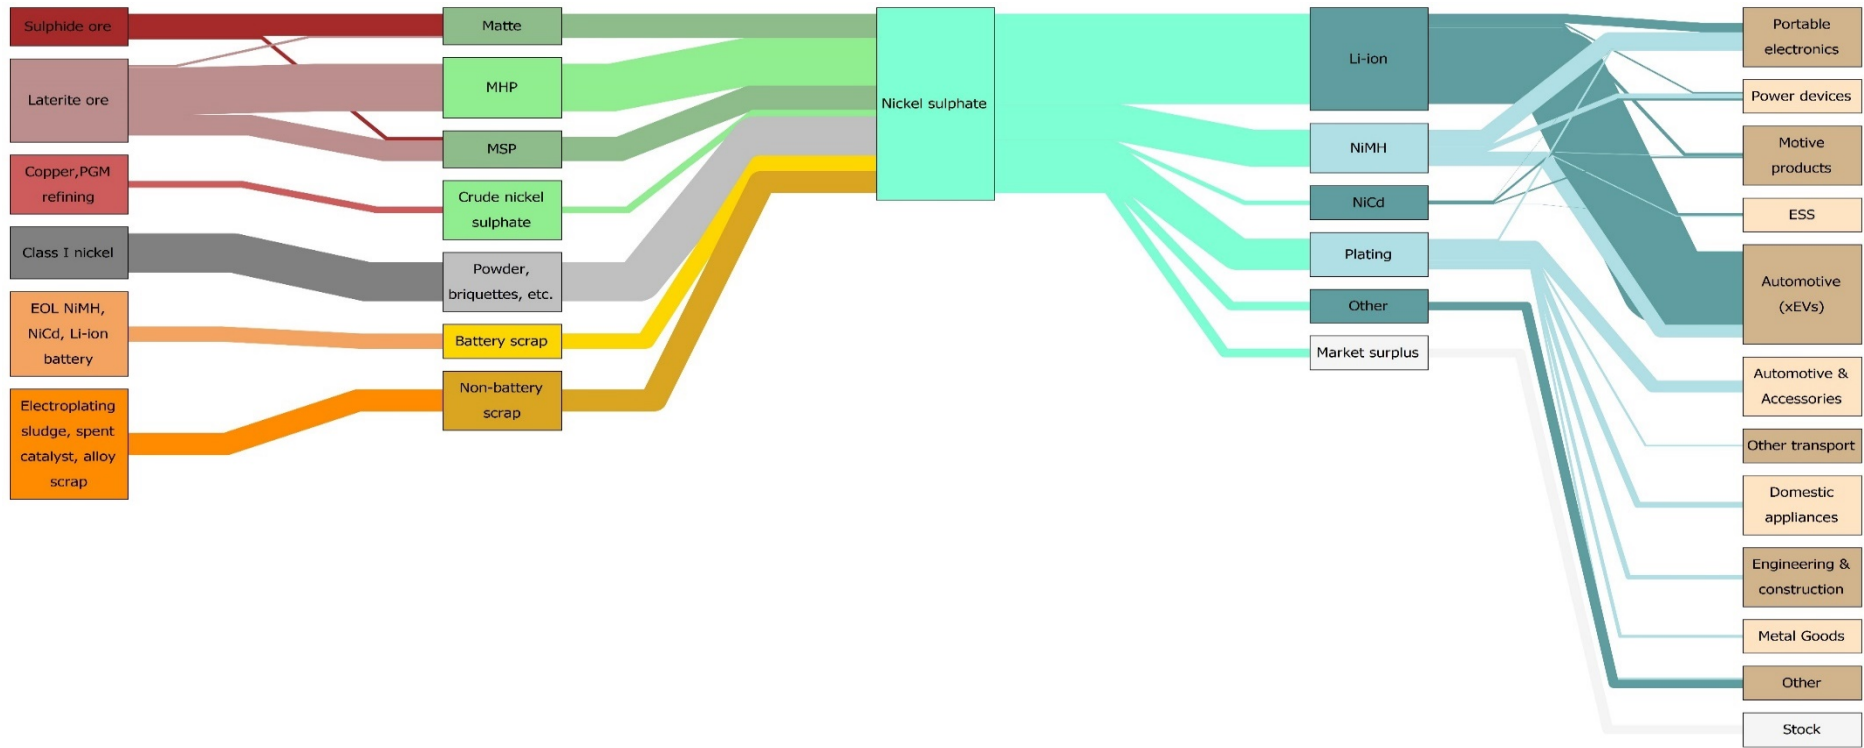 Sulphide ore
Laterite ore
Copper,PGM
refining
Class I nickel
EOL NiMH,
NiCd, Li-ion
battery
Electroplating
sludge, spent
catalyst, alloy
scrap
Matte
MHP
MSP
Crude nickel
sulphate
Powder,
briquettes, etc.
Battery scrap
Non-battery
scrap
Nickel sulphate
Li-ion
NiMH
NiCd
Plating
Other
Market surplus
Portable
electronics
Power devices
Motive
products
ESS
Automotive
(xEVs)
Automotive &
Accessories
Other transport
Domestic
appliances
Engineering &
construction
Metal Goods
Other
Stock